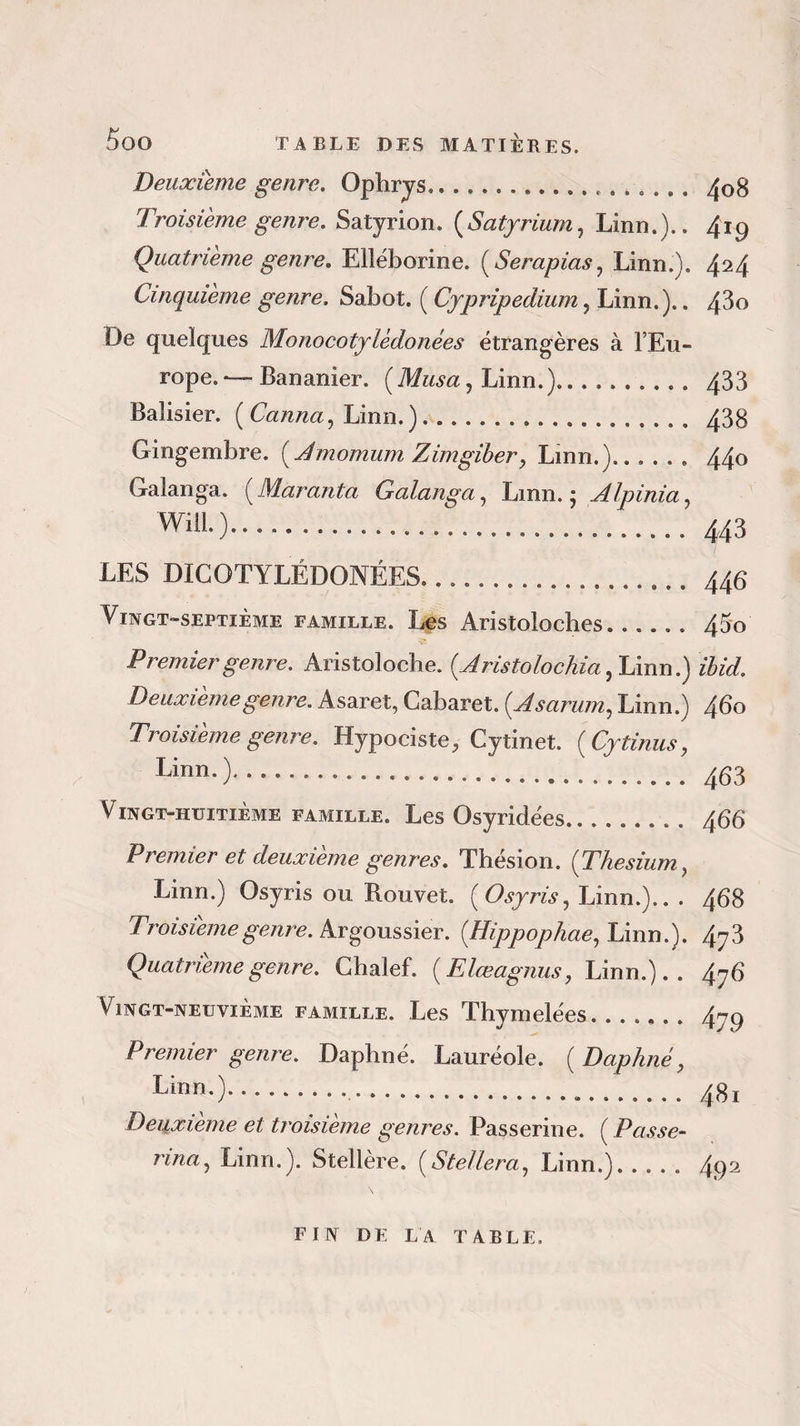 500 TABLE DES MATIÈRES.
Deuxième genre. Ophrys.................... 408
Troisième genre. Satyrion. (Satyrium, Linn.).. 419
Quatrième genre. Elléborine. (Serapias, Linn.). 424
Cinquième genre. Sabot. (Cypripedium, Linn.).. 430
De quelques Monocotylédonées étrangères à l'Eu-
rope. — Bananier. (Musa, Linn.).......... 433
Balisier. (Canna, Linn.).................... 438
Gingembre. (Amomum Zimgiber, Linn.)...... 440
Galanga. (Maranta Galanga, Linn.; Alpinia,
Will.)................................... 443
LES DICOTYLÉDONÉES.................... 446
VINGT-SEPTIÈME FAMILLE. Les Aristoloches...... 450
Premier genre. Aristoloche. (Aristolochia, Linn.) ibid.
Deuxième genre. Asaret, Cabaret. (Asarum, Linn.) 460
Troisième genre. Hypociste, Cytinet. (Cytinus,
Linn.).................................. 463
VINGT-HUITIÈME FAMILLE. Les Osyridées......... 466
Premier et deuxième genres. Thésion. (Thesium,
Linn.) Osyris ou Rouvet. (Osyris, Linn.)... 468
Troisième genre. Argoussier. (Hippophae, Linn.). 473
Quatrième genre. Chalef. (Elæagnus, Linn.).. 476
VINGT-NEUVIÈME FAMILLE. Les Thymelées....... 479
Premier genre. Daphné. Lauréole. (Daphné,
Linn.).................................. 481
Deuxième et troisième genres. Passerine. (Passe-
rina, Linn.). Stellère. (Stellera, Linn.)..... 492
FIN DE LA TABLE.